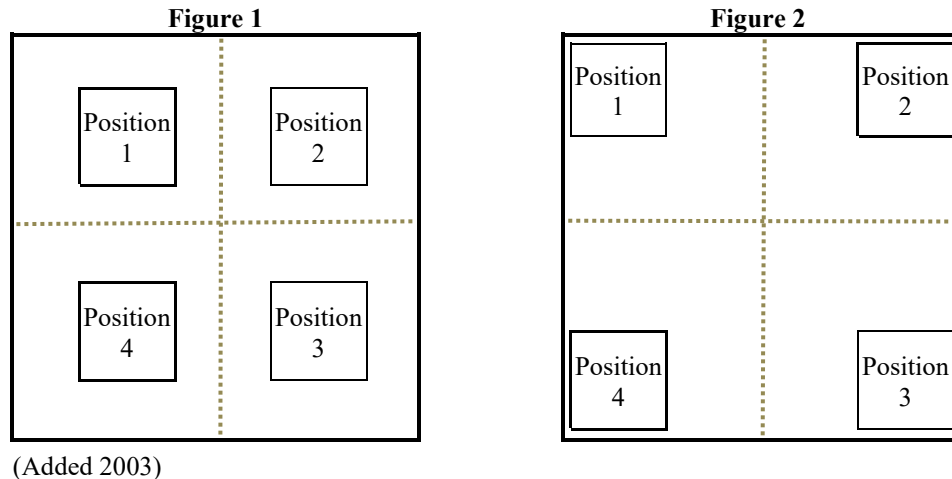 Figure 1
Figure 2
Position
1
Position
2
Position
4
Position
3
Position
1
Position
2
Position
4
Position
3
(Added 2003)